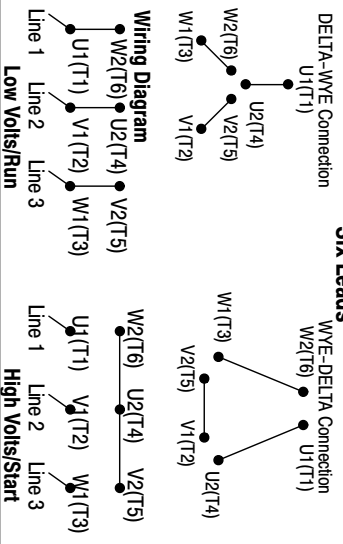 Six Leads
DELTA-WYE Connection
U1(T1)
U2(T4)
W2(T6)
V2(T5)
W1(T3)
V1(T2)
WYE-DELTA Connection
W2(T6)
U1(T1)
W1(T3)
U2(T4)
V2(T5)
V1(T2)
Wiring Diagram
W2(T6) U2(T4) V2(T5)
U1(T1) V1(T2) W1(T3)
Line 1 Line 2 Line 3
Low Volts/Run
W2(T6) U2(T4) V2(T5)
U1(T1) V1(T2) W1(T3)
Line 1 Line 2 Line 3
High Volts/Start